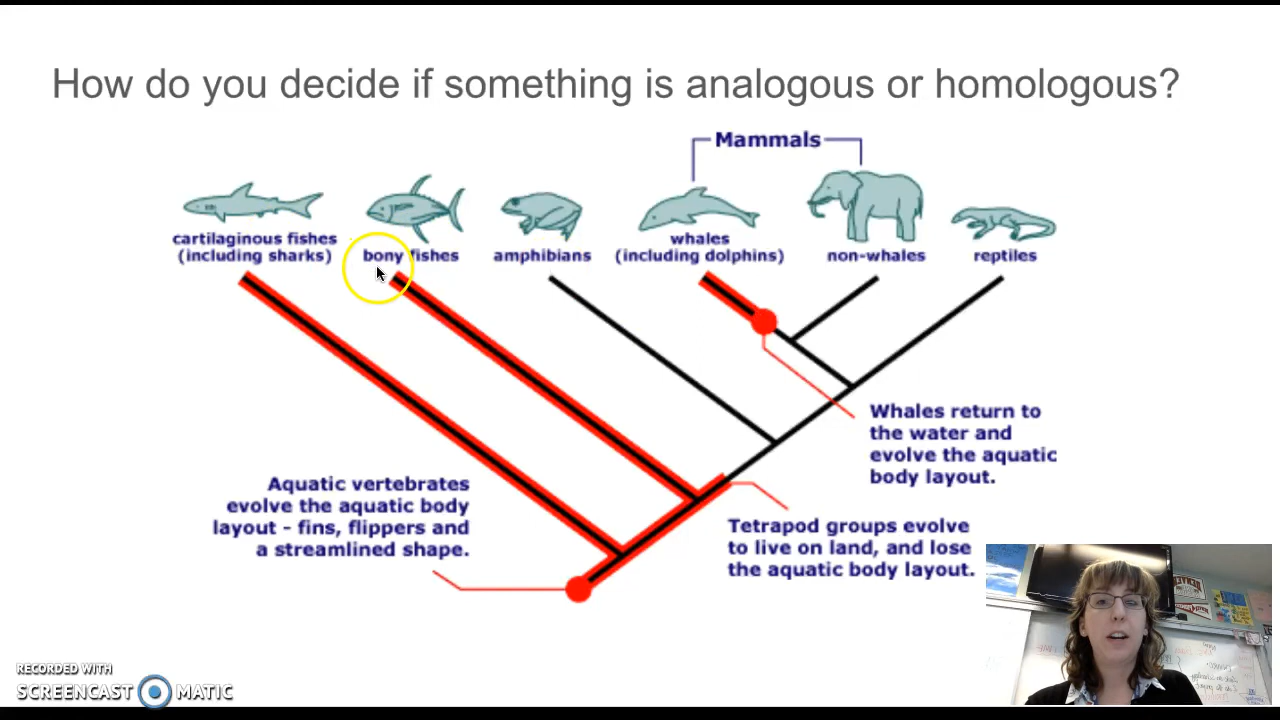 How do you decide if something is analogous or homologous?
Mammals
cartilaginous fishes
(including sharks)
bony fishes
amphibians
whales
(including dolphins)
non-whales
reptiles
Whales return to
the water and
evolve the aquatic
body layout.
Aquatic vertebrates
evolve the aquatic body
layout - fins, flippers and
a streamlined shape.
Tetrapod groups evolve
to live on land, and lose
the aquatic body layout.
RECORDED WITH
SCREENCAST MATIC